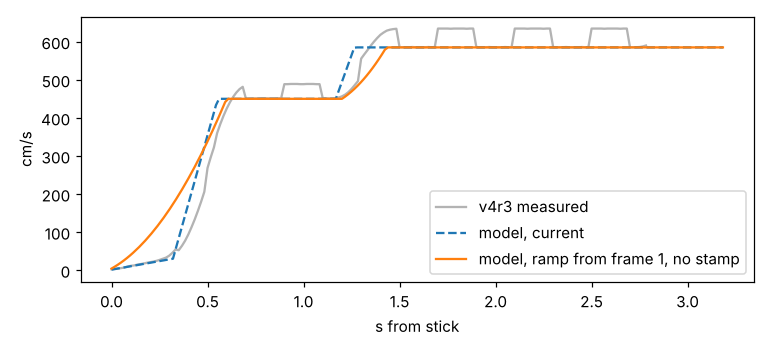 600
500
400
300
200
100
0
cm/s
v4r3 measured
model, current
model, ramp from frame 1, no stamp
0.0 0.5 1.0 1.5 2.0 2.5 3.0
s from stick